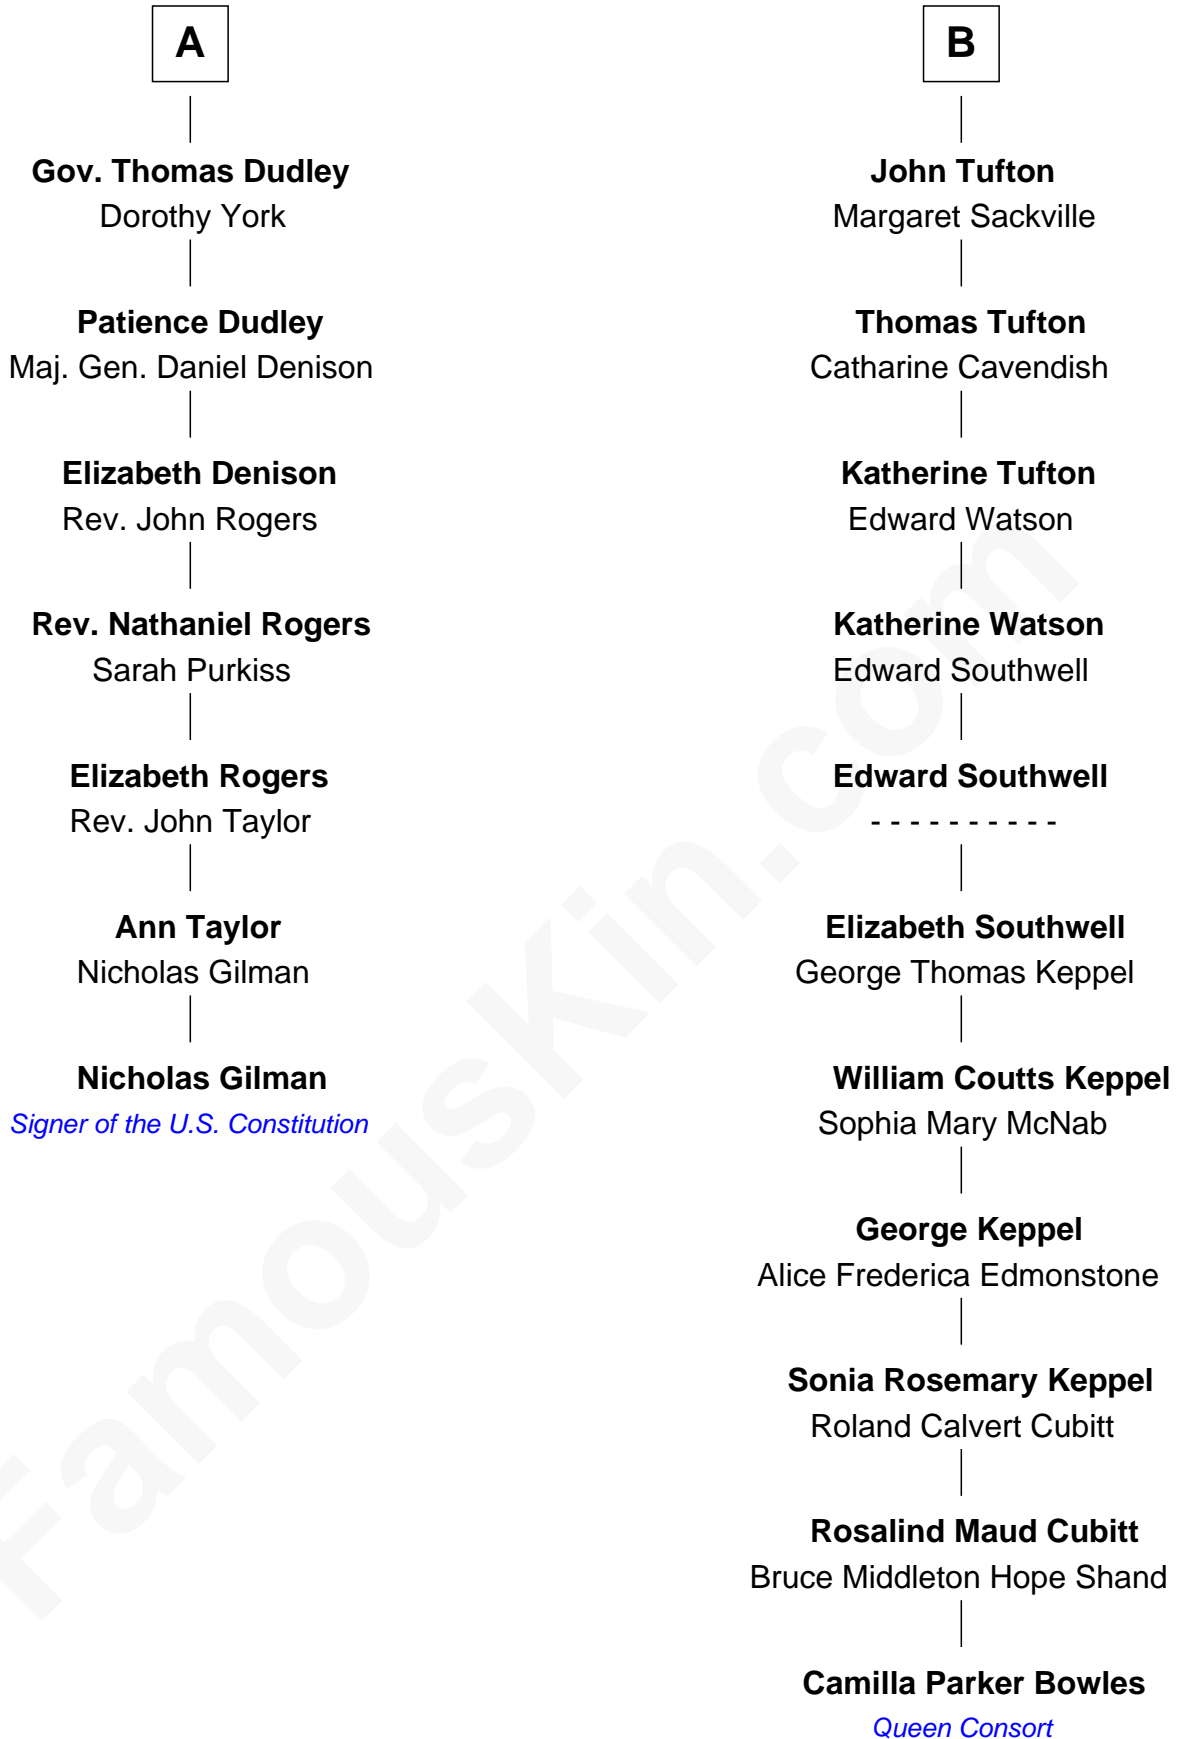 A
Gov. Thomas Dudley
Dorothy York
Patience Dudley
Maj. Gen. Daniel Denison
Elizabeth Denison
Rev. John Rogers
Rev. Nathaniel Rogers
Sarah Purkiss
Elizabeth Rogers
Rev. John Taylor
Ann Taylor
Nicholas Gilman
Nicholas Gilman
Signer of the U.S. Constitution
B
John Tufton
Margaret Sackville
Thomas Tufton
Catharine Cavendish
Katherine Tufton
Edward Watson
Katherine Watson
Edward Southwell
Edward Southwell
- - - - - - - - - -
Elizabeth Southwell
George Thomas Keppel
William Coutts Keppel
Sophia Mary McNab
George Keppel
Alice Frederica Edmonstone
Sonia Rosemary Keppel
Roland Calvert Cubitt
Rosalind Maud Cubitt
Bruce Middleton Hope Shand
Camilla Parker Bowles
Queen Consort
FamousKin.com